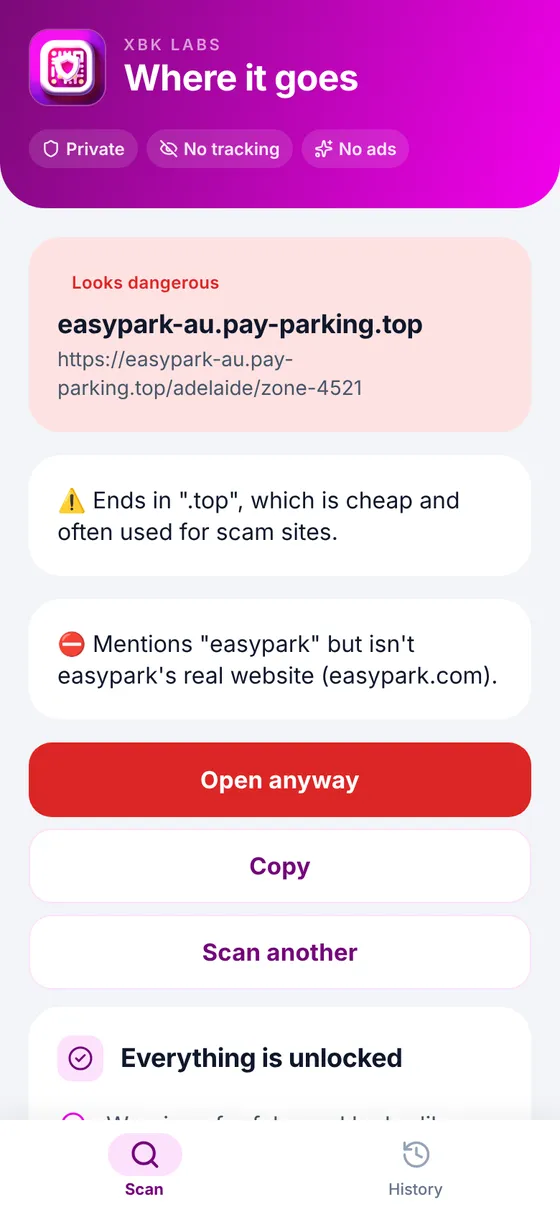 XBK LABS
Where it goes
Private
No tracking
No ads
Looks dangerous
easypark-au.pay-parking.top
https://easypark-au.pay-
parking.top/adelaide/zone-4521
⚠️ Ends in ".top", which is cheap and
often used for scam sites.
⛔ Mentions "easypark" but isn't
easypark's real website (easypark.com).
Open anyway
Copy
Scan another
Everything is unlocked
Scan
History